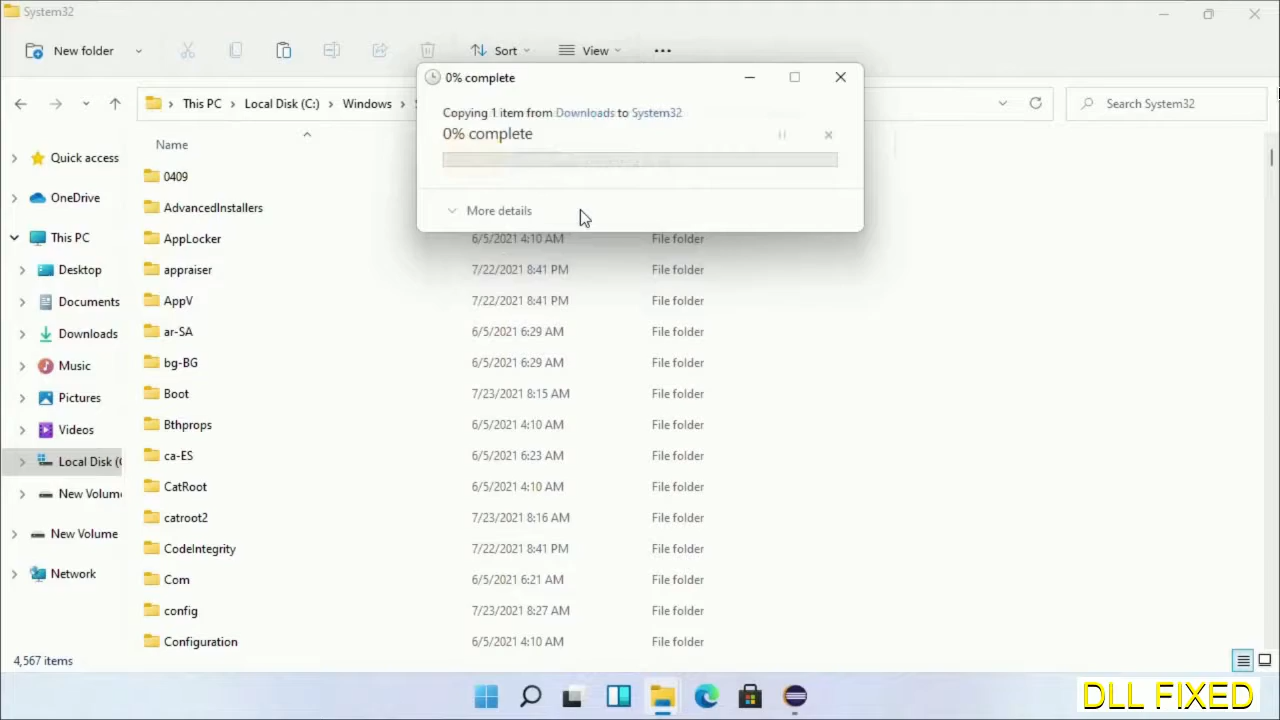 System32
New folder
Sort
View
0% complete
This PC
Local Disk (C:)
Windows
Search System32
Copying 1 item from Downloads to System32
0% complete
More details
Name
Quick access
OneDrive
This PC
Desktop
Documents
Downloads
Music
Pictures
Videos
Local Disk (
New Volum
New Volume
Network
0409
AdvancedInstallers
AppLocker 6/5/2021 4:10 AM File folder
appraiser 7/22/2021 8:41 PM File folder
AppV 7/22/2021 8:41 PM File folder
ar-SA 6/5/2021 6:29 AM File folder
bg-BG 6/5/2021 6:29 AM File folder
Boot 7/23/2021 8:15 AM File folder
Bthprops 6/5/2021 4:10 AM File folder
ca-ES 6/5/2021 6:23 AM File folder
CatRoot 6/5/2021 4:10 AM File folder
catroot2 7/23/2021 8:16 AM File folder
CodeIntegrity 7/22/2021 8:41 PM File folder
Com 6/5/2021 6:21 AM File folder
config 7/23/2021 8:27 AM File folder
Configuration 6/5/2021 4:10 AM File folder
4,567 items
DLL FIXED